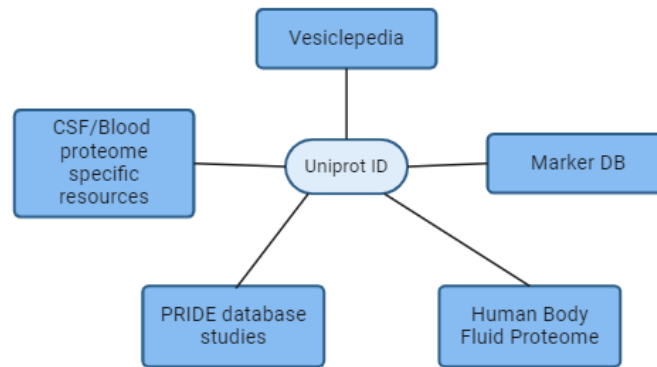 Vesiclepedia
CSF/Blood
proteome
specific
resources
Uniprot ID
Marker DB
PRIDE database
studies
Human Body
Fluid Proteome